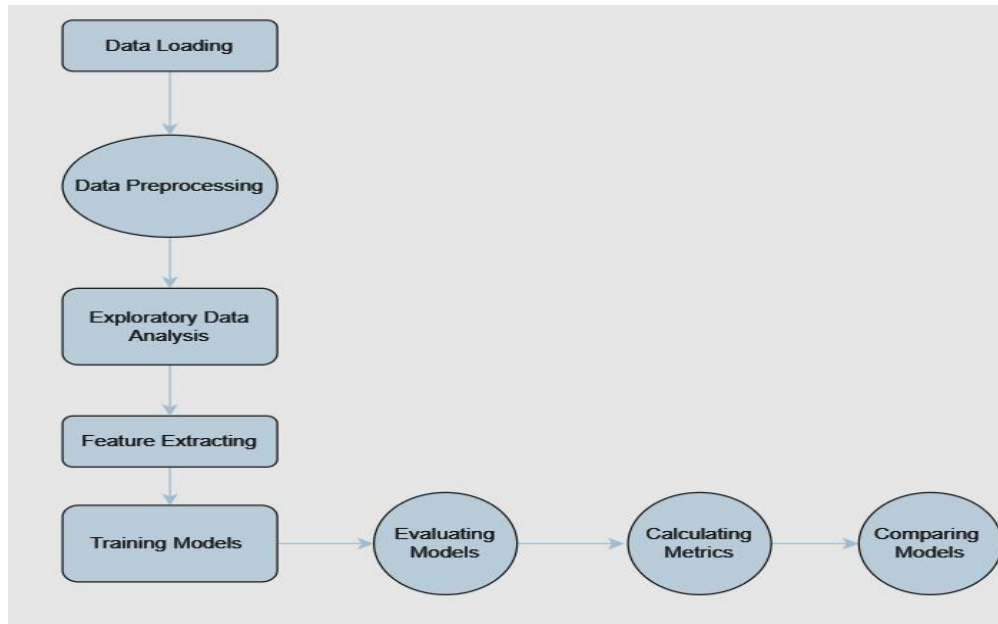 Data Loading
Data Preprocessing
Exploratory Data
Analysis
Feature Extracting
Training Models
Evaluating
Models
Calculating
Metrics
Comparing
Models